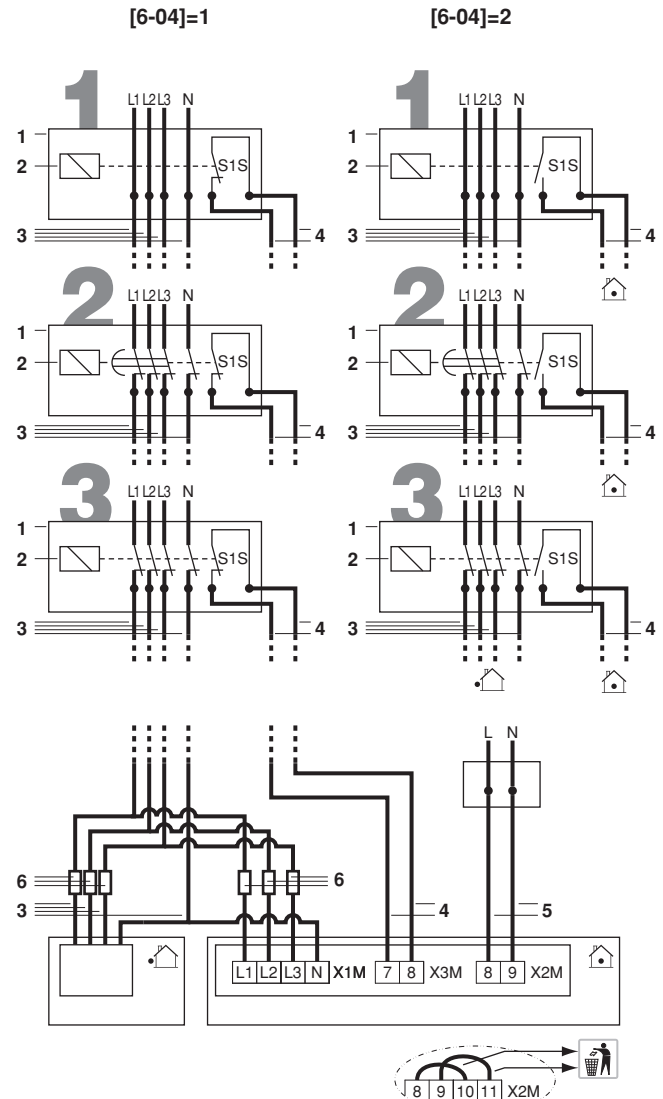 [6-04]=1 [6-04]=2
1 1
L1 L2 L3 N L1 L2 L3 N
1 1
2 S1S 2 S1S
3 4 3 4
2 2
L1 L2 L3 N L1 L2 L3 N
1 1
2 S1S 2 S1S
3 4 3 4
3 3
L1 L2 L3 N L1 L2 L3 N
1 1
2 S1S 2 S1S
3 4 3 4
L N
6 6
3 4 5
L1 L2 L3 N X1M 7 8 X3M 8 9 X2M
8 9 10 11 X2M